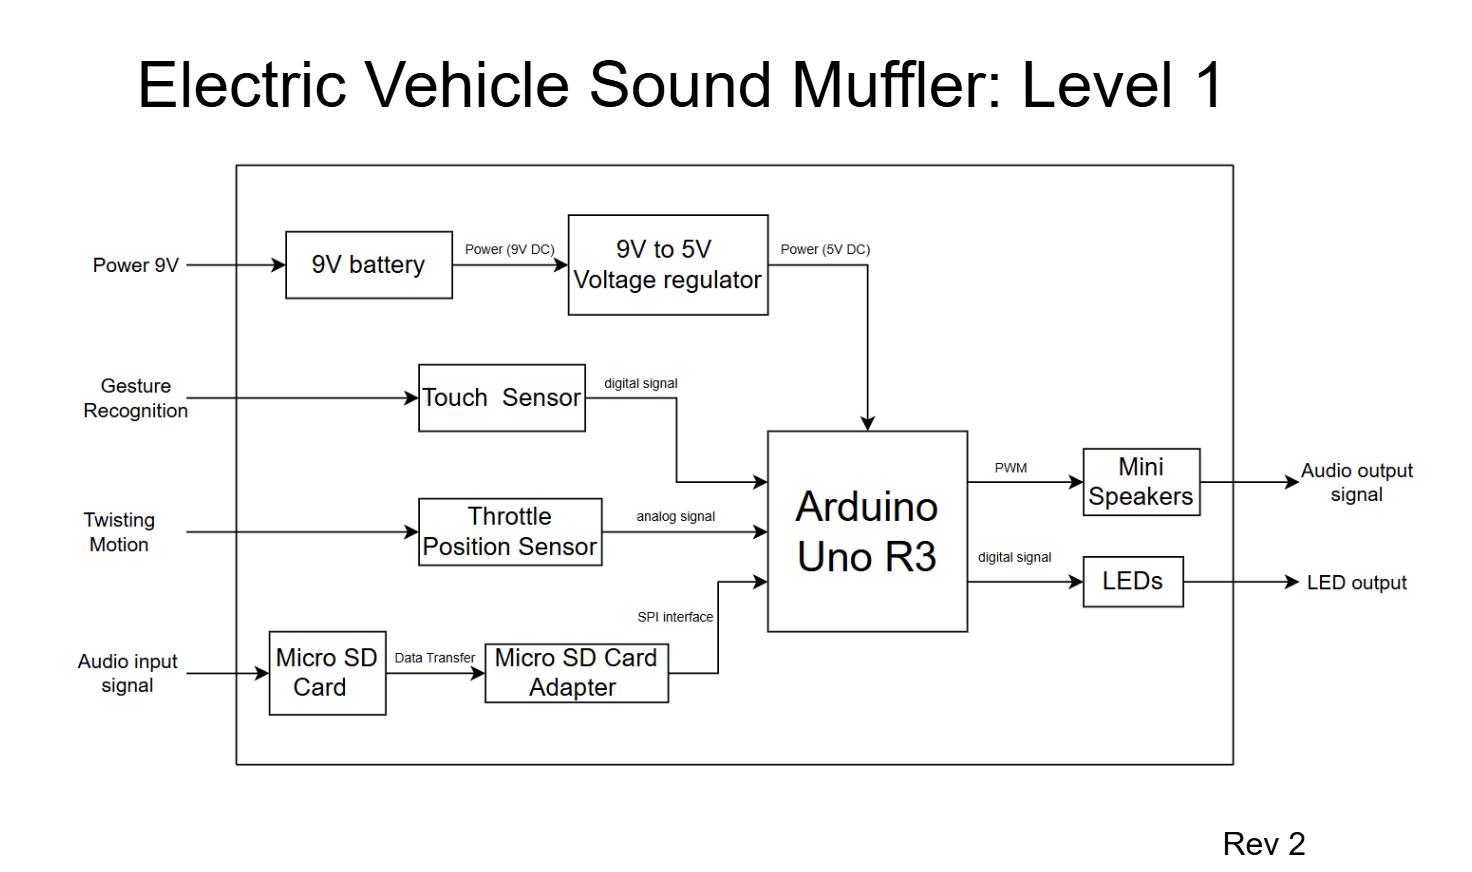 Electric Vehicle Sound Muffler: Level 1
Power 9V
9V battery
Power (9V DC)
9V to 5V
Voltage regulator
Power (5V DC)
Gesture
Recognition
Touch  Sensor
digital signal
Twisting
Motion
Throttle
Position Sensor
analog signal
Audio input
signal
Micro SD
Card
Data Transfer
Micro SD Card
Adapter
SPI interface
Arduino
Uno R3
PWM
Mini
Speakers
Audio output
signal
digital signal
LEDs
LED output
Rev 2